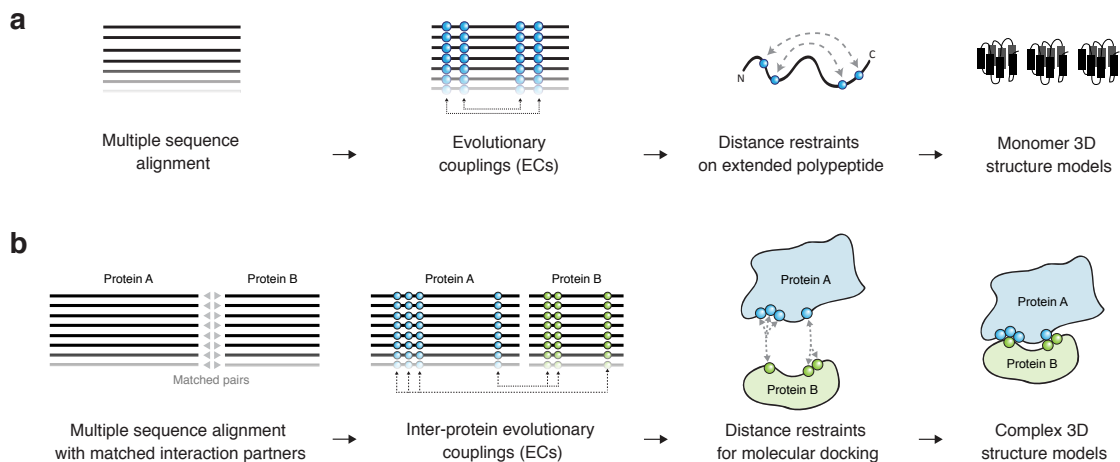 a
N
C
Multiple sequence
alignment
→
Evolutionary
couplings (ECs)
→
Distance restraints
on extended polypeptide
→
Monomer 3D
structure models
b
Protein A
Protein B
Matched pairs
Protein A
Protein B
Protein A
Protein B
Protein A
Protein B
Multiple sequence alignment
with matched interaction partners
→
Inter-protein evolutionary
couplings (ECs)
→
Distance restraints
for molecular docking
→
Complex 3D
structure models